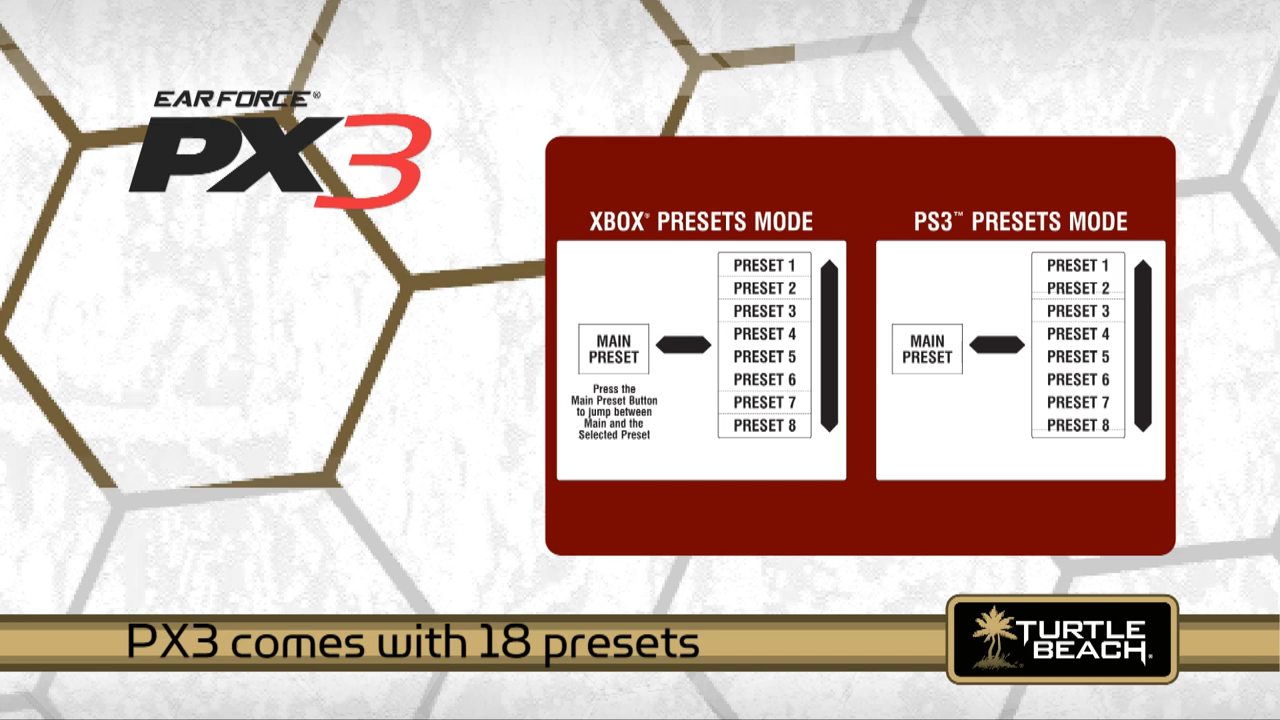 EAR FORCE®
PX3
XBOX® PRESETS MODE
MAIN
PRESET
Press the
Main Preset Button
to jump between
Main and the
Selected Preset
PRESET 1
PRESET 2
PRESET 3
PRESET 4
PRESET 5
PRESET 6
PRESET 7
PRESET 8
PS3™ PRESETS MODE
MAIN
PRESET
PRESET 1
PRESET 2
PRESET 3
PRESET 4
PRESET 5
PRESET 6
PRESET 7
PRESET 8
PX3 comes with 18 presets
TURTLE
BEACH®